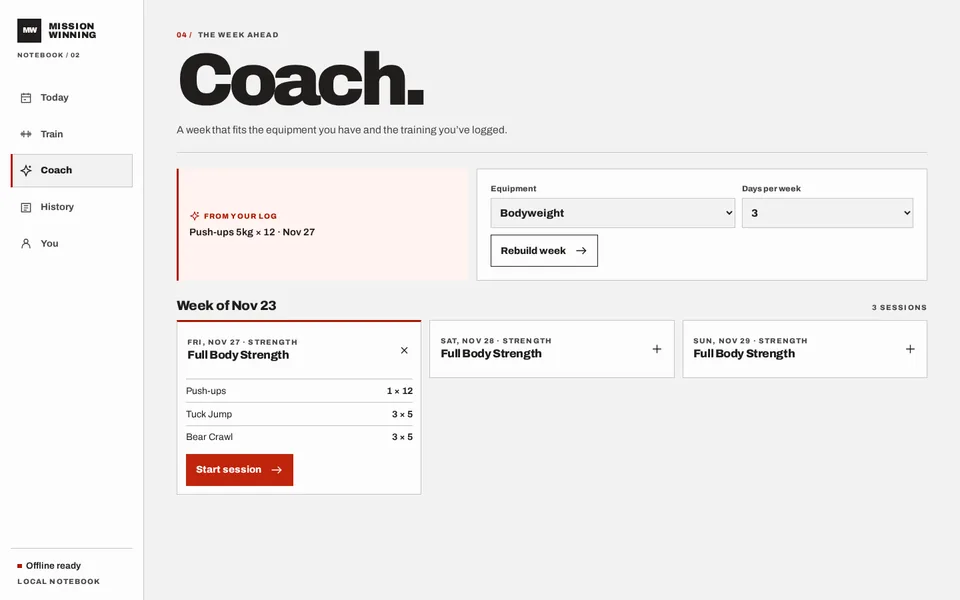 MW
MISSION
WINNING
NOTEBOOK / 02
Today
Train
Coach
History
You
Offline ready
LOCAL NOTEBOOK
04 / THE WEEK AHEAD
Coach.
A week that fits the equipment you have and the training you've logged.
FROM YOUR LOG
Push-ups 5kg × 12 · Nov 27
Equipment
Bodyweight
Days per week
3
Rebuild week →
Week of Nov 23
3 SESSIONS
FRI, NOV 27 · STRENGTH
Full Body Strength
×
Push-ups 1 × 12
Tuck Jump 3 × 5
Bear Crawl 3 × 5
Start session →
SAT, NOV 28 · STRENGTH
Full Body Strength
+
SUN, NOV 29 · STRENGTH
Full Body Strength
+